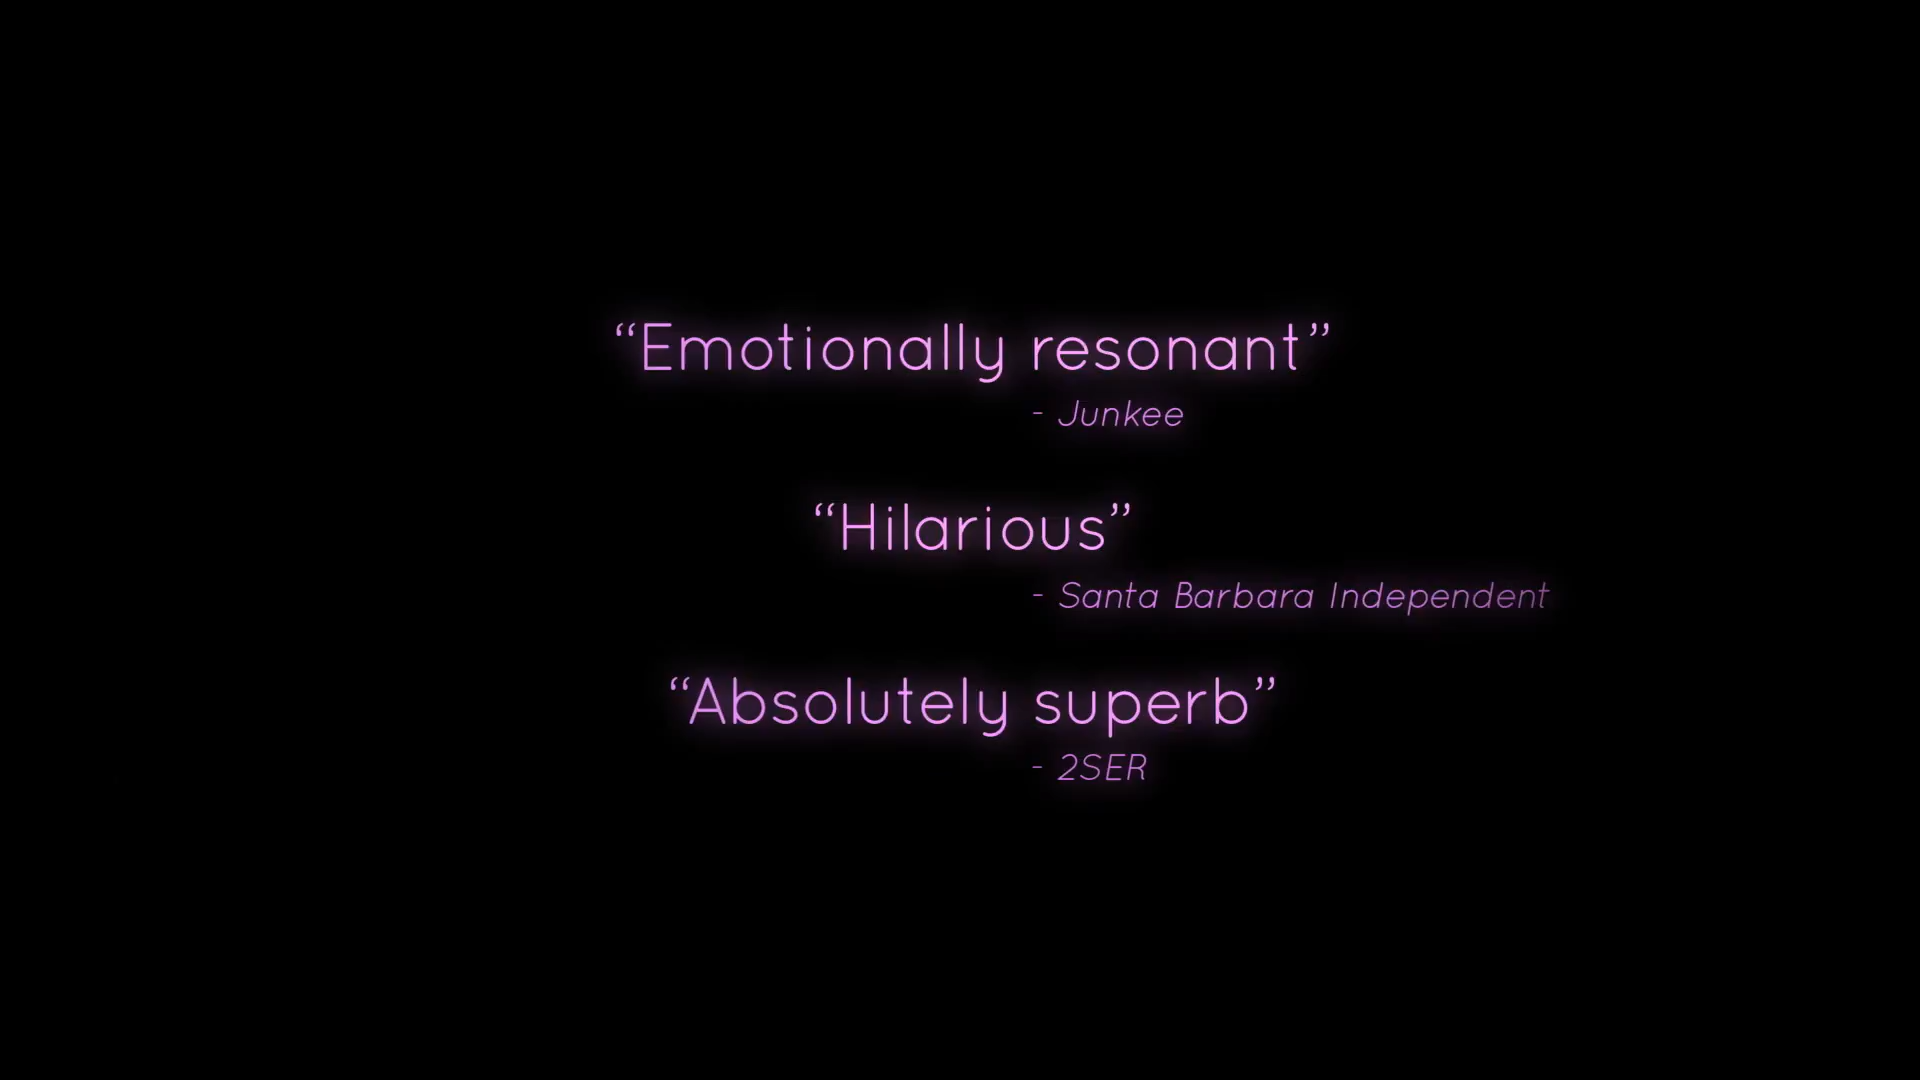 “Emotionally resonant”
- Junkee
“Hilarious”
- Santa Barbara Independent
“Absolutely superb”
- 2SER